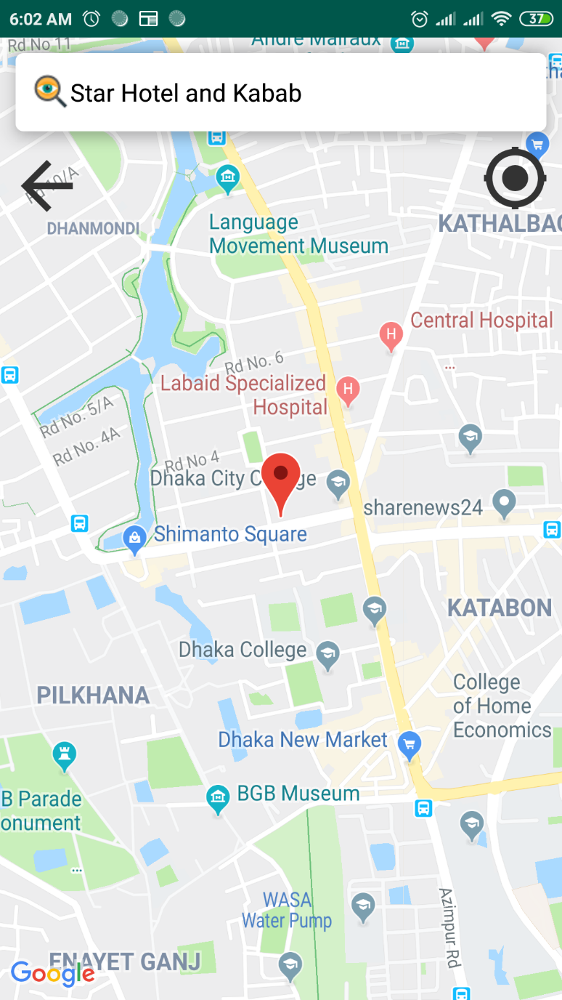 6:02 AM
37
Rd No 11
Andre Malraux
Star Hotel and Kabab
Rd 10/A
DHANMONDI
Language
Movement Museum
KATHALBAG
Central Hospital
Rd No. 6
Labaid Specialized
Hospital
Rd No. 5/A
Rd No. 4A
Rd No 4
Dhaka City C ge
sharenews24
Shimanto Square
KATABON
Dhaka College
PILKHANA
College
of Home
Economics
Dhaka New Market
B Parade
onument
BGB Museum
WASA
Water Pump
Azimpur Rd
ENAYET GANJ
Google